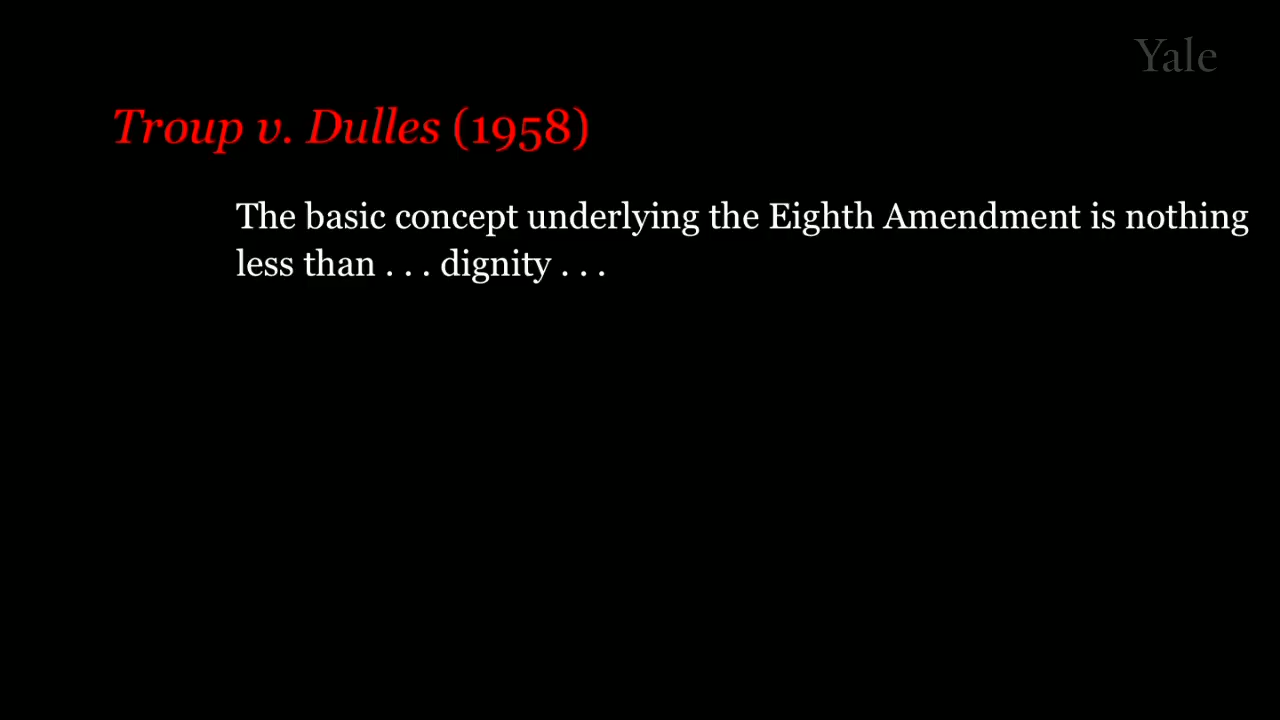 Yale
Troup v. Dulles (1958)
The basic concept underlying the Eighth Amendment is nothing
less than . . . dignity . . .